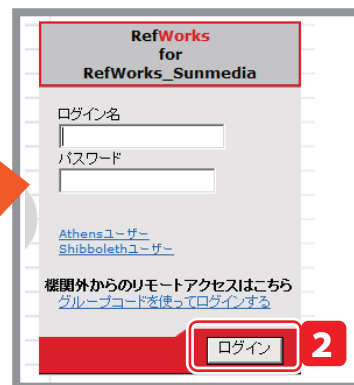 RefWorks
for
RefWorks_Sunmedia
ログイン名
パスワード
Athensユーザー
Shibbolethユーザー
機関外からのリモートアクセスはこちら
グループコードを使ってログインする
ログイン 2